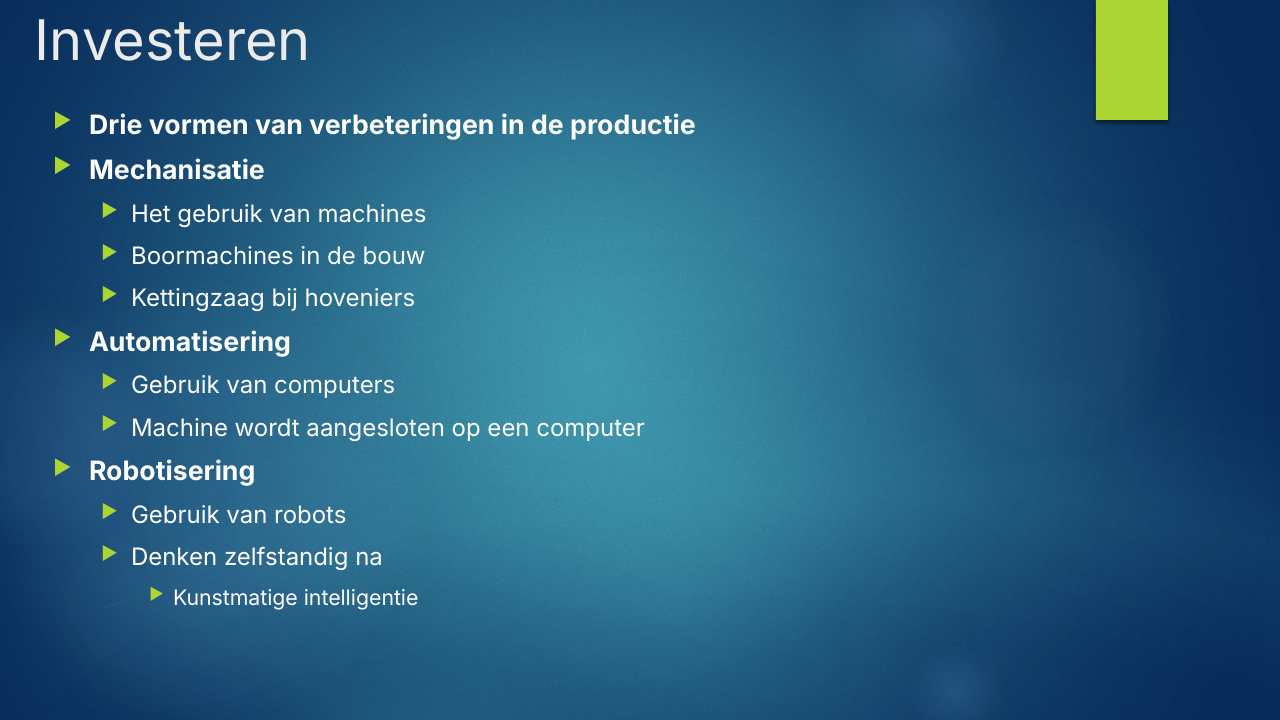 Investeren
Drie vormen van verbeteringen in de productie
Mechanisatie
Het gebruik van machines
Boormachines in de bouw
Kettingzaag bij hoveniers
Automatisering
Gebruik van computers
Machine wordt aangesloten op een computer
Robotisering
Gebruik van robots
Denken zelfstandig na
Kunstmatige intelligentie